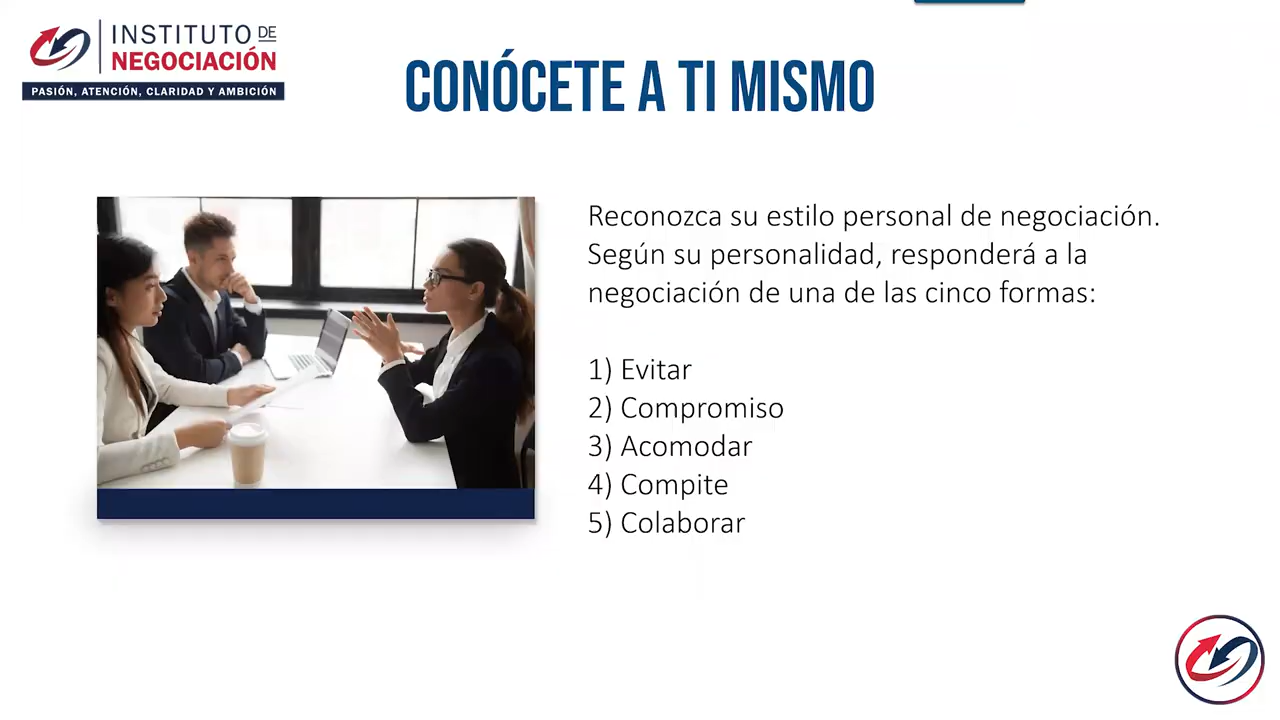 INSTITUTO DE
NEGOCIACIÓN
PASIÓN, ATENCIÓN, CLARIDAD Y AMBICIÓN
CONÓCETE A TI MISMO
Reconozca su estilo personal de negociación.
Según su personalidad, responderá a la
negociación de una de las cinco formas:
1) Evitar
2) Compromiso
3) Acomodar
4) Compite
5) Colaborar